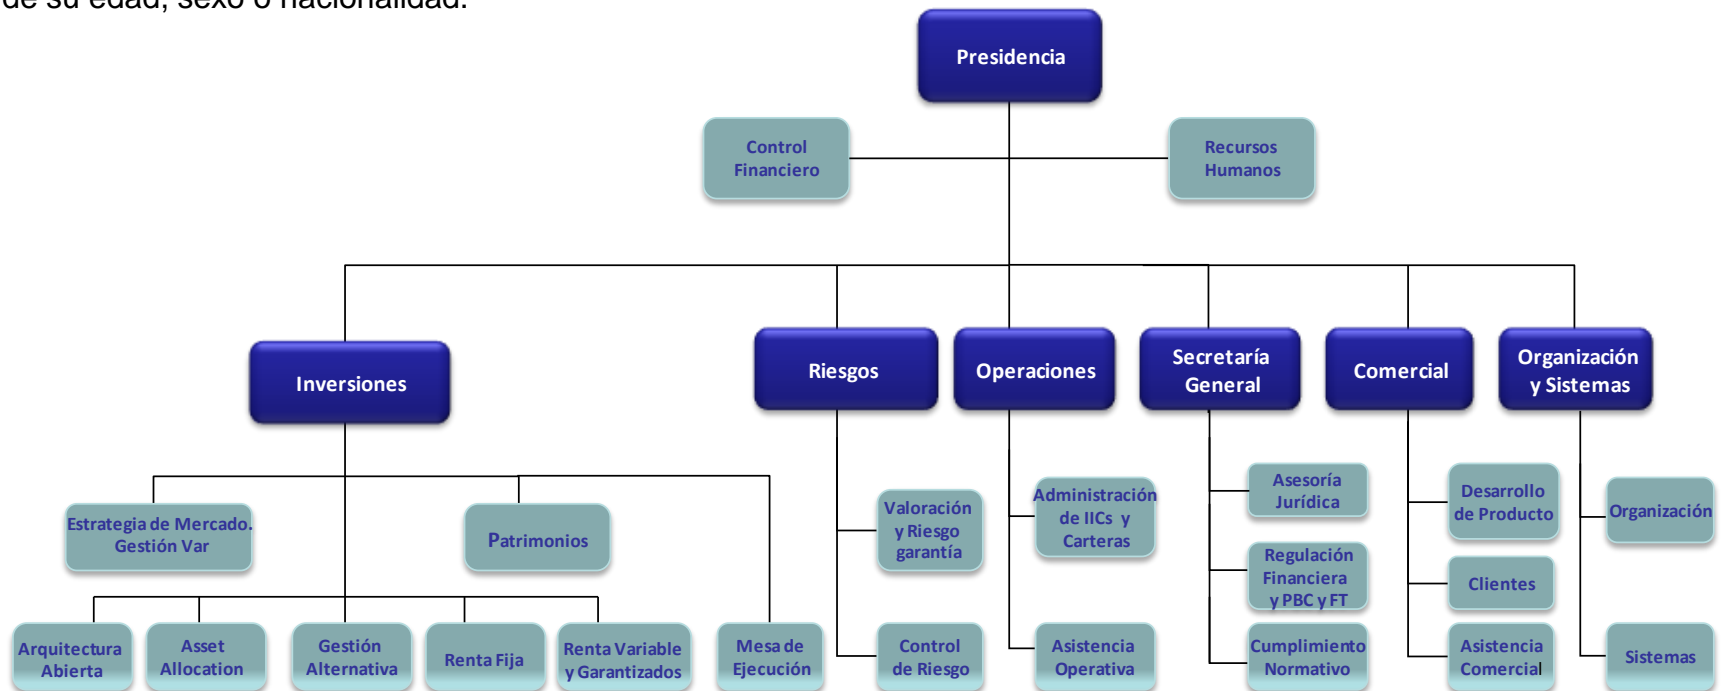 de su edad, sexo o nacionalidad.
Presidencia
Control
Financiero
Recursos
Humanos
Inversiones
Riesgos
Operaciones
Secretaría
General
Comercial
Organización
y Sistemas
Estrategia de Mercado.
Gestión Var
Patrimonios
Arquitectura
Abierta
Asset
Allocation
Gestión
Alternativa
Renta Fija
Renta Variable
y Garantizados
Mesa de
Ejecución
Valoración
y Riesgo
garantía
Control
de Riesgo
Administración
de IICs y
Carteras
Asistencia
Operativa
Asesoría
Jurídica
Regulación
Financiera
y PBC y FT
Cumplimiento
Normativo
Desarrollo
de Producto
Clientes
Asistencia
Comercial
Organización
Sistemas